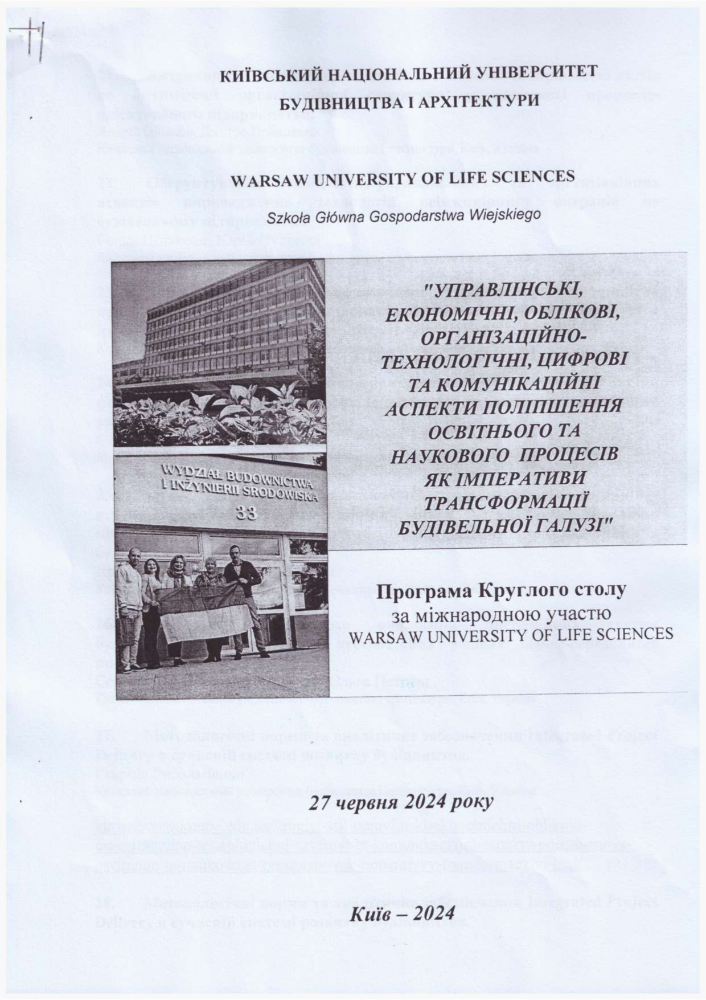 КИЇВСЬКИЙ НАЦІОНАЛЬНИЙ УНІВЕРСИТЕТ
БУДІВНИЦТВА І АРХІТЕКТУРИ
WARSAW UNIVERSITY OF LIFE SCIENCES
Szkoła Główna Gospodarstwa Wiejskiego
"УПРАВЛІНСЬКІ,
ЕКОНОМІЧНІ, ОБЛІКОВІ,
ОРГАНІЗАЦІЙНО-
ТЕХНОЛОГІЧНІ, ЦИФРОВІ
ТА КОМУНІКАЦІЙНІ
АСПЕКТИ ПОЛІПШЕННЯ
ОСВІТНЬОГО ТА
НАУКОВОГО ПРОЦЕСІВ
ЯК ІМПЕРАТИВИ
ТРАНСФОРМАЦІЇ
БУДІВЕЛЬНОЇ ГАЛУЗІ"
WYDZIAŁ BUDOWNICTWA
I INŻYNIERII ŚRODOWISKA
33
Програма Круглого столу
за міжнародною участю
WARSAW UNIVERSITY OF LIFE SCIENCES
27 червня 2024 року
Київ – 2024